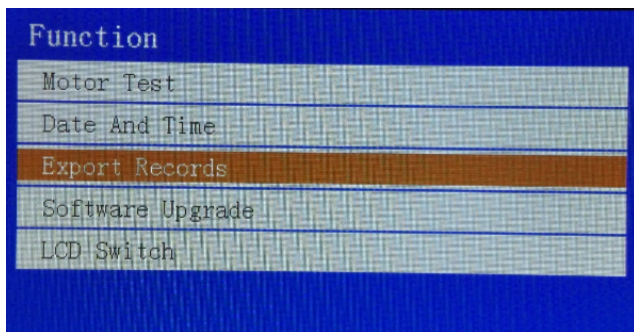 Function
Motor Test
Date And Time
Export Records
Software Upgrade
LCD Switch